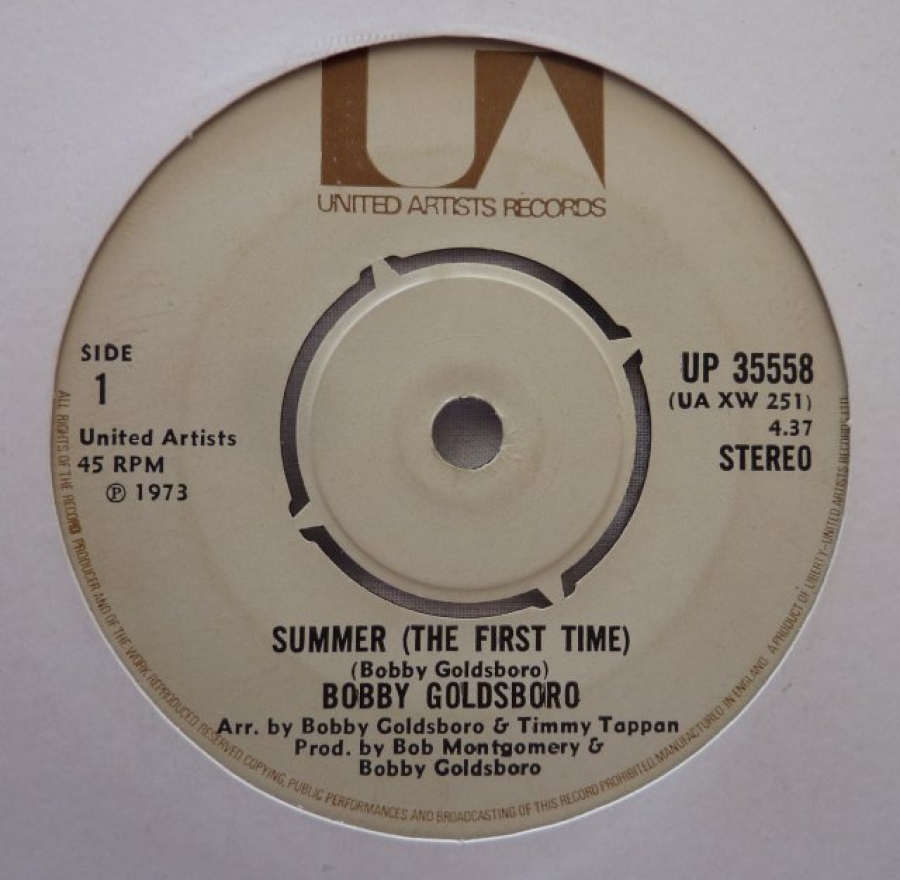 UA
UNITED ARTISTS RECORDS
SIDE
1
United Artists
45 RPM
℗ 1973
UP 35558
(UA XW 251)
4.37
STEREO
SUMMER (THE FIRST TIME)
(Bobby Goldsboro)
BOBBY GOLDSBORO
Arr. by Bobby Goldsboro & Timmy Tappan
Prod. by Bob Montgomery &
Bobby Goldsboro
ALL RIGHTS OF THE RECORD PRODUCER AND OF THE WORK REPRODUCED RESERVED. COPYING, PUBLIC PERFORMANCES AND BROADCASTING OF THIS RECORD PROHIBITED. MANUFACTURED IN ENGLAND A PRODUCT OF LIBERTY-UNITED ARTISTS RECORDS LTD.